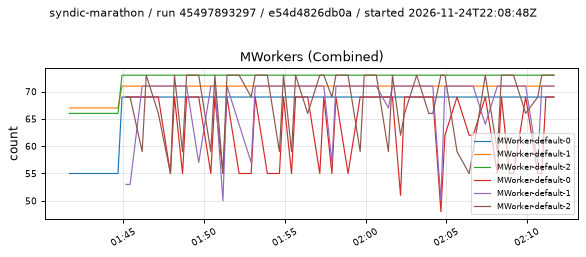 syndic-marathon / run 45497893297 / e54d4826db0a / started 2026-11-24T22:08:48Z
MWorkers (Combined)
count
70
65
60
55
50
01:45
01:50
01:55
02:00
02:05
02:10
MWorker-default-0
MWorker-default-1
MWorker-default-2
MWorker-default-0
MWorker-default-1
MWorker-default-2